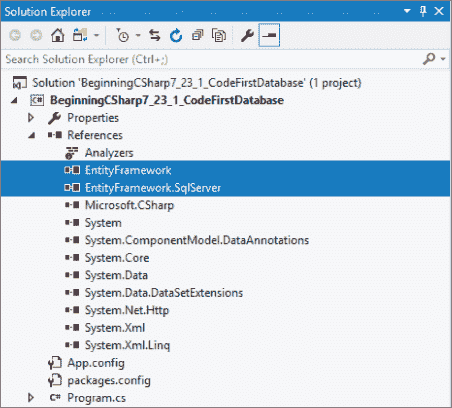 Solution Explorer
Search Solution Explorer (Ctrl+;)
Solution 'BeginningCSharp7_23_1_CodeFirstDatabase' (1 project)
C# BeginningCSharp7_23_1_CodeFirstDatabase
Properties
References
Analyzers
EntityFramework
EntityFramework.SqlServer
Microsoft.CSharp
System
System.ComponentModel.DataAnnotations
System.Core
System.Data
System.Data.DataSetExtensions
System.Net.Http
System.Xml
System.Xml.Linq
App.config
packages.config
C# Program.cs